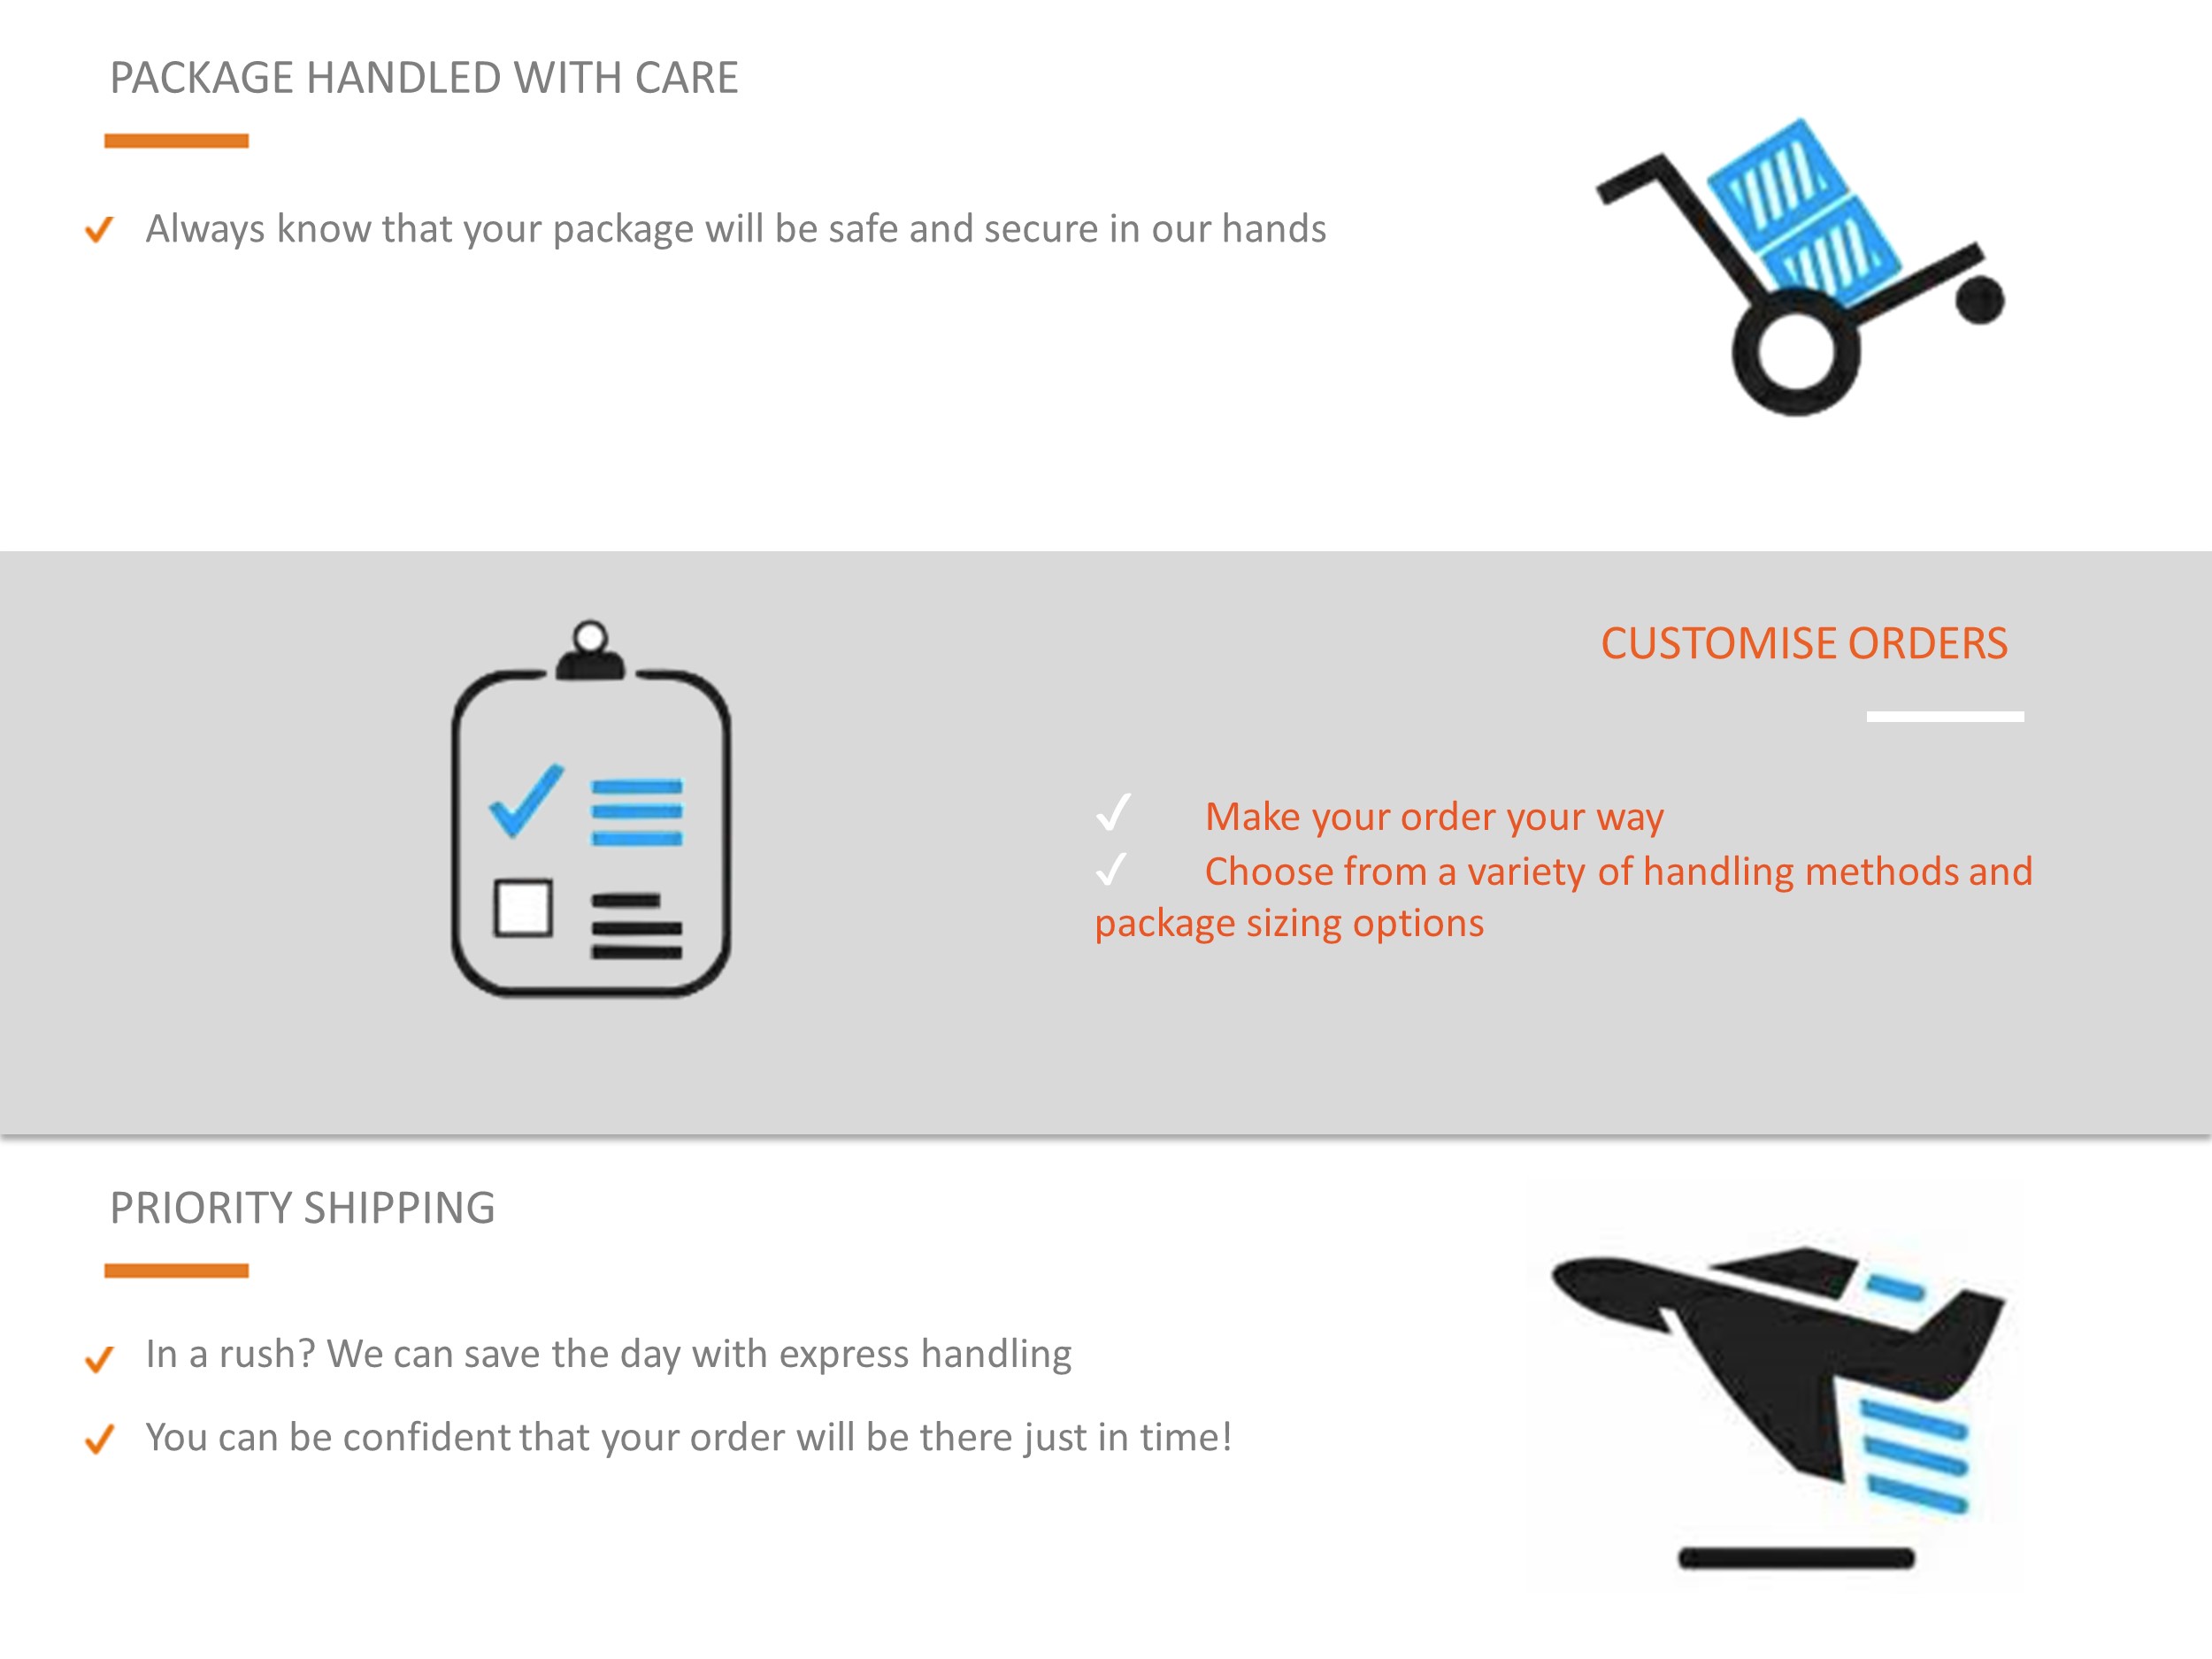 PACKAGE HANDLED WITH CARE
Always know that your package will be safe and secure in our hands
CUSTOMISE ORDERS
Make your order your way
Choose from a variety of handling methods and
package sizing options
PRIORITY SHIPPING
In a rush? We can save the day with express handling
You can be confident that your order will be there just in time!